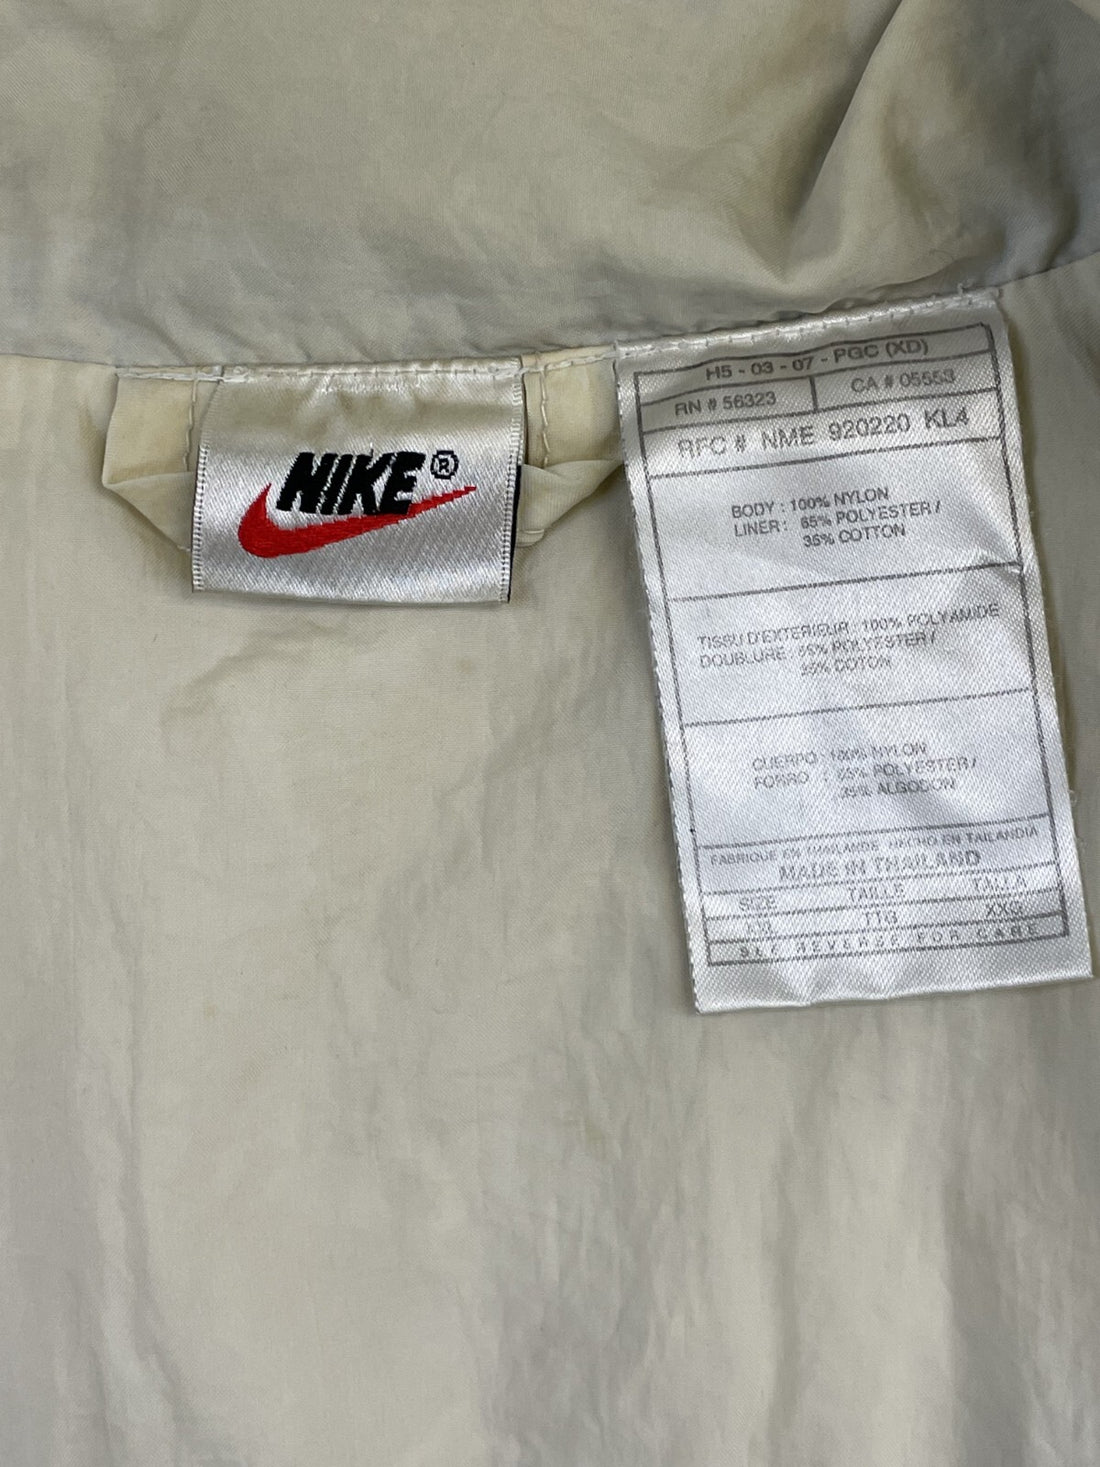 NIKE®
H5 - 03 - 07 - PGC (XD)
RN # 56323
CA # 05553
RFC # NME 920220 KL4
BODY : 100% NYLON
LINER : 65% POLYESTER /
35% COTTON
TISSU D'EXTERIEUR : 100% POLYAMIDE
DOUBLURE : 65% POLYESTER /
35% COTON
CUERPO : 100% NYLON
FORRO : 65% POLYESTER /
35% ALGODON
FABRIQUE EN THAILANDE HECHO EN TAILANDIA
MADE IN THAILAND
SIZE TAILLE TALLA
XXL TTG XXG
SEE REVERSE FOR CARE